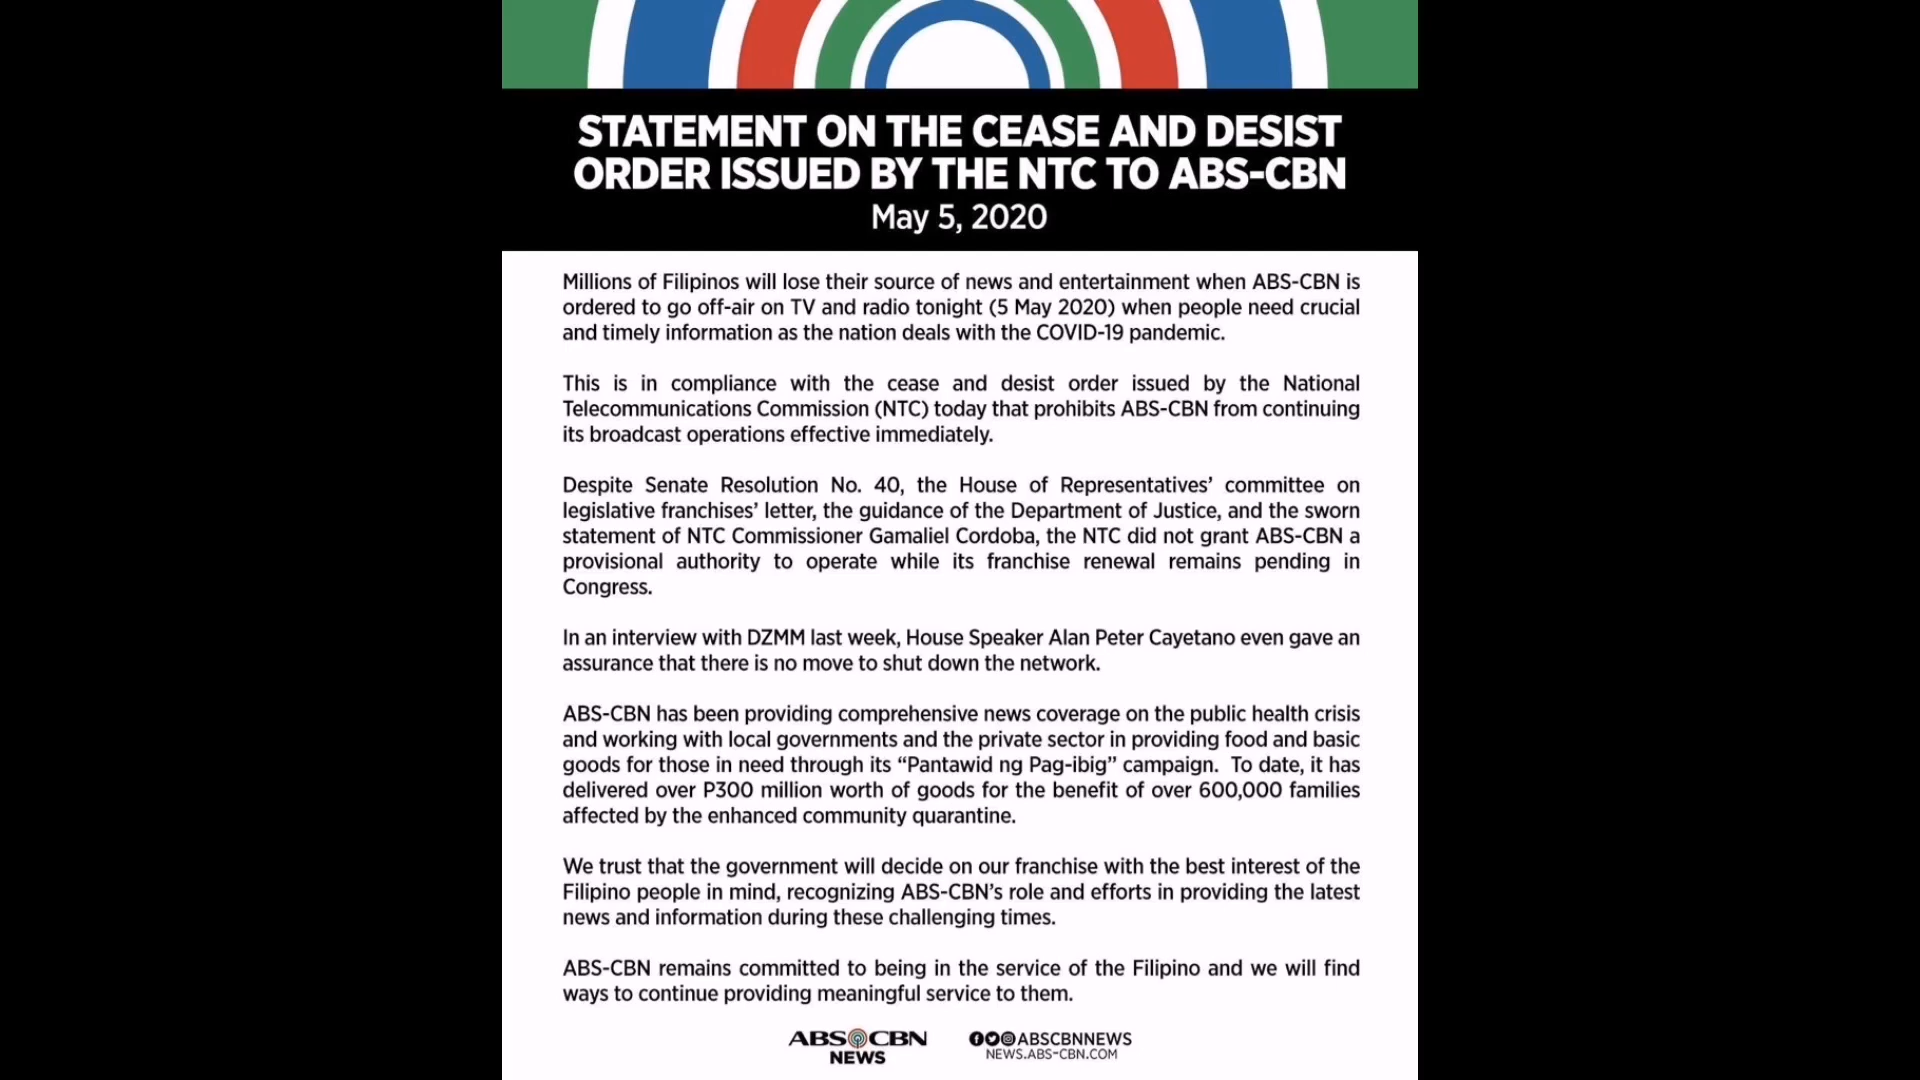 STATEMENT ON THE CEASE AND DESIST
ORDER ISSUED BY THE NTC TO ABS-CBN
May 5, 2020
Millions of Filipinos will lose their source of news and entertainment when ABS-CBN is
ordered to go off-air on TV and radio tonight (5 May 2020) when people need crucial
and timely information as the nation deals with the COVID-19 pandemic.
This is in compliance with the cease and desist order issued by the National
Telecommunications Commission (NTC) today that prohibits ABS-CBN from continuing
its broadcast operations effective immediately.
Despite Senate Resolution No. 40, the House of Representatives’ committee on
legislative franchises’ letter, the guidance of the Department of Justice, and the sworn
statement of NTC Commissioner Gamaliel Cordoba, the NTC did not grant ABS-CBN a
provisional authority to operate while its franchise renewal remains pending in
Congress.
In an interview with DZMM last week, House Speaker Alan Peter Cayetano even gave an
assurance that there is no move to shut down the network.
ABS-CBN has been providing comprehensive news coverage on the public health crisis
and working with local governments and the private sector in providing food and basic
goods for those in need through its “Pantawid ng Pag-ibig” campaign. To date, it has
delivered over P300 million worth of goods for the benefit of over 600,000 families
affected by the enhanced community quarantine.
We trust that the government will decide on our franchise with the best interest of the
Filipino people in mind, recognizing ABS-CBN’s role and efforts in providing the latest
news and information during these challenging times.
ABS-CBN remains committed to being in the service of the Filipino and we will find
ways to continue providing meaningful service to them.
ABS CBN
NEWS
ABSCBNNEWS
NEWS.ABS-CBN.COM